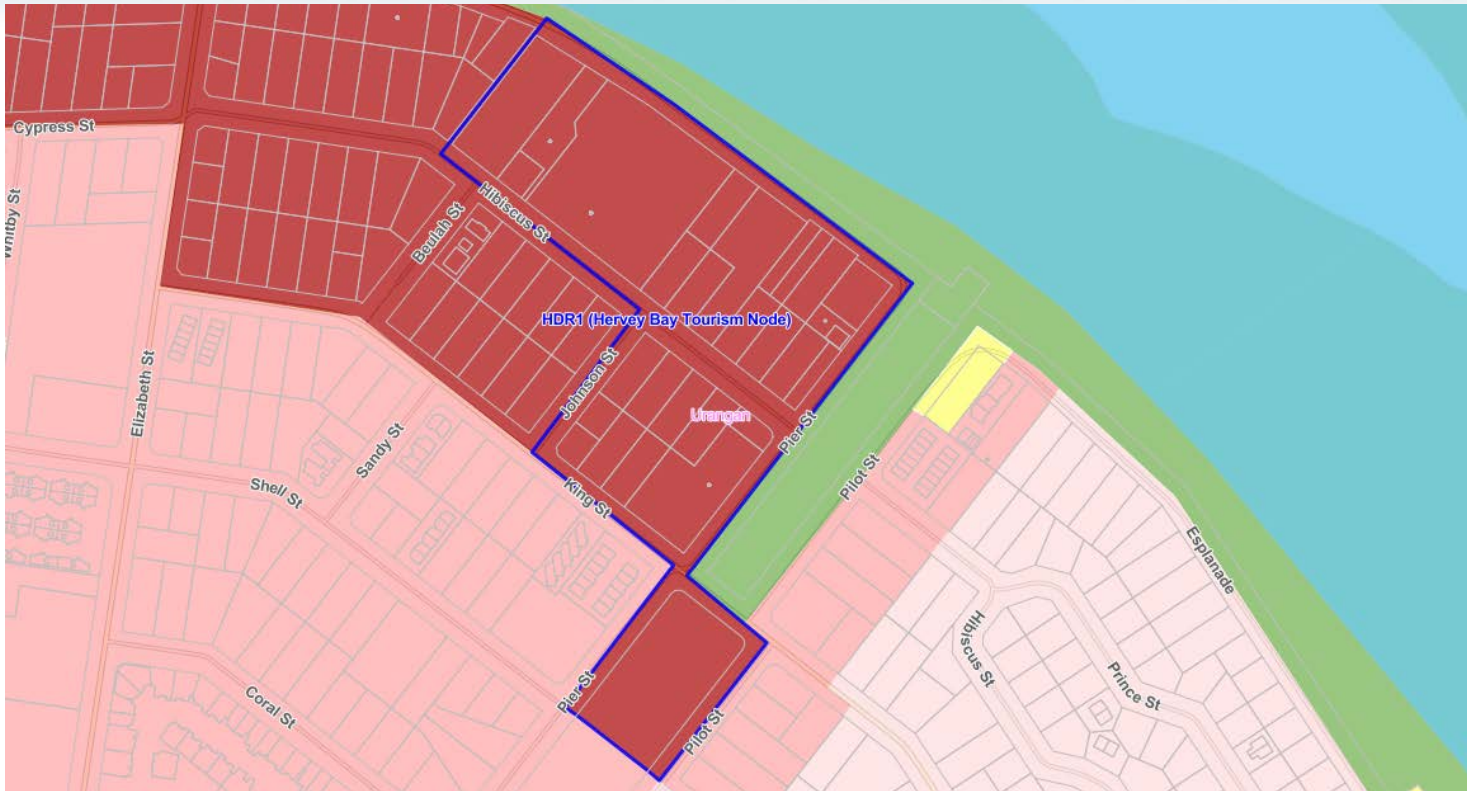 Cypress St
Whitby St
Hibiscus St
Beulah St
HDR1 (Hervey Bay Tourism Node)
Elizabeth St
Johnson St
Urangan
Pier St
Sandy St
Pilot St
Shell St
King St
Esplanade
Hibiscus St
Prince St
Pier St
Coral St
Pilot St